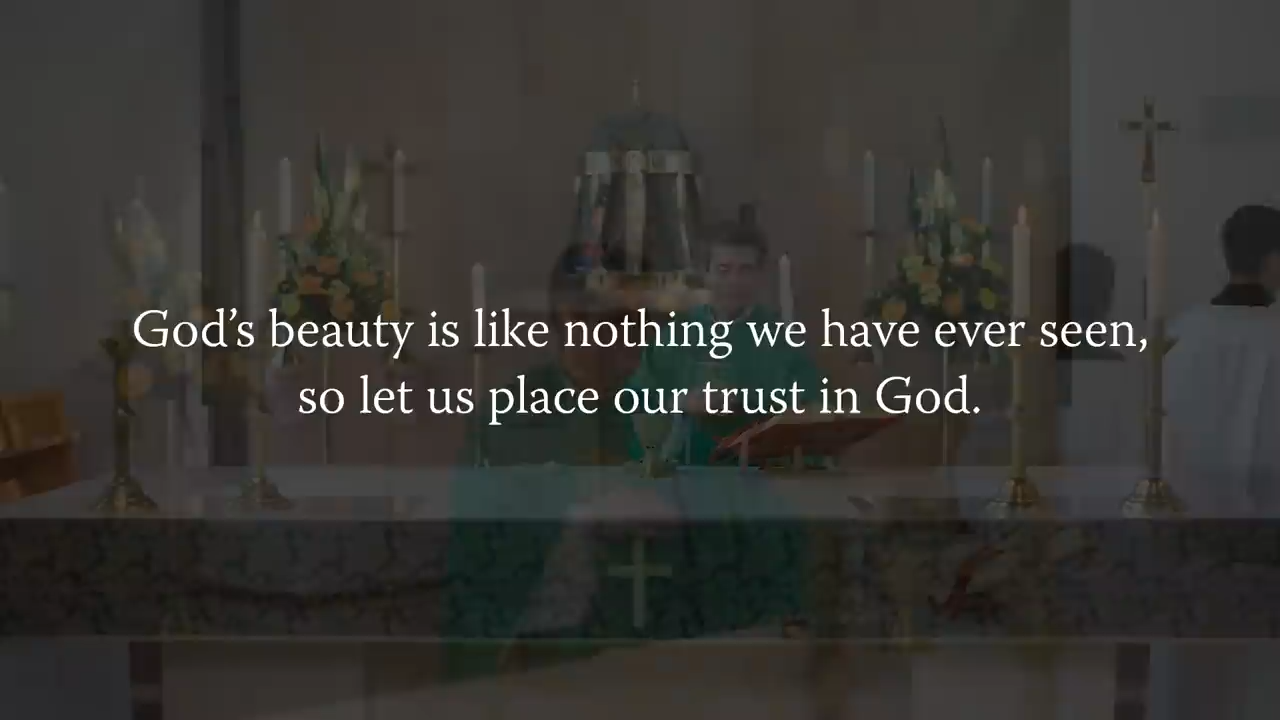 God’s beauty is like nothing we have ever seen,
so let us place our trust in God.